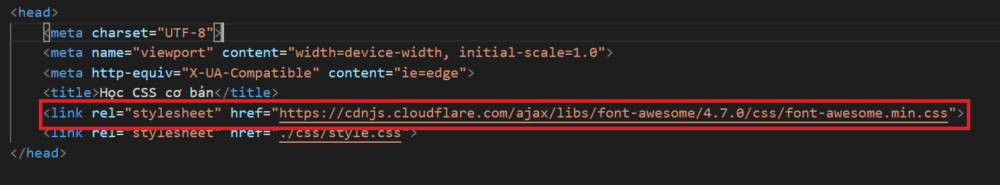 <head>
<meta charset="UTF-8">
<meta name="viewport" content="width=device-width, initial-scale=1.0">
<meta http-equiv="X-UA-Compatible" content="ie=edge">
<title>Học CSS cơ bản</title>
<link rel="stylesheet" href="https://cdnjs.cloudflare.com/ajax/libs/font-awesome/4.7.0/css/font-awesome.min.css">
<link rel="stylesheet" href="./css/style.css">
</head>